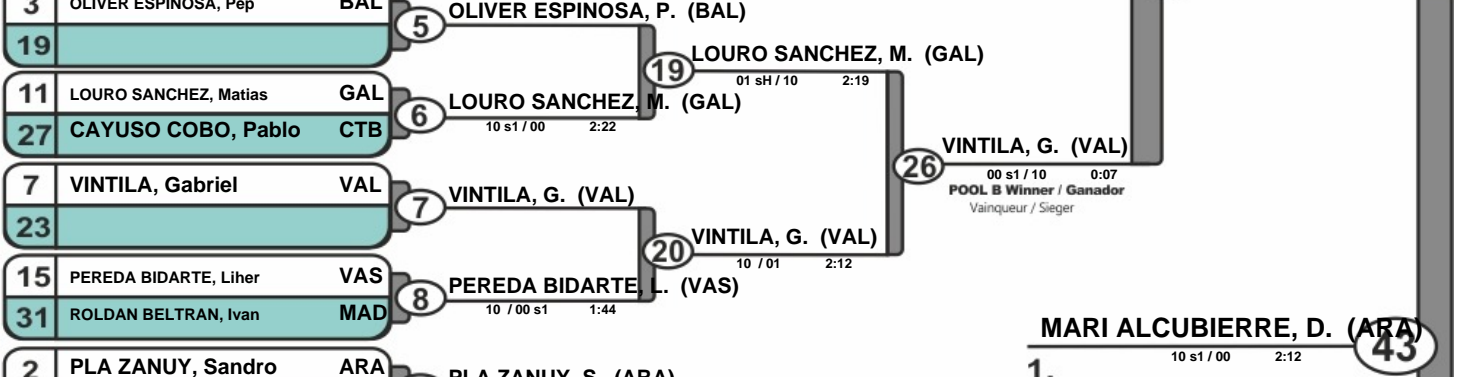 3 OLIVER ESPINOSA, Pep BAL
19
5 OLIVER ESPINOSA, P. (BAL)
11 LOURO SANCHEZ, Matias GAL
27 CAYUSO COBO, Pablo CTB
6 LOURO SANCHEZ, M. (GAL)
10 s1 / 00 2:22
19 LOURO SANCHEZ, M. (GAL)
01 sH / 10 2:19
7 VINTILA, Gabriel VAL
23
7 VINTILA, G. (VAL)
15 PEREDA BIDARTE, Liher VAS
31 ROLDAN BELTRAN, Ivan MAD
8 PEREDA BIDARTE, L. (VAS)
10 / 00 s1 1:44
20 VINTILA, G. (VAL)
10 / 01 2:12
26 VINTILA, G. (VAL)
00 s1 / 10 0:07
POOL B Winner / Ganador
Vainqueur / Sieger
2 PLA ZANUY, Sandro ARA
PLA ZANUY, S. (ARA)
MARI ALCUBIERRE, D. (ARA) 43
10 s1 / 00 2:12
1.